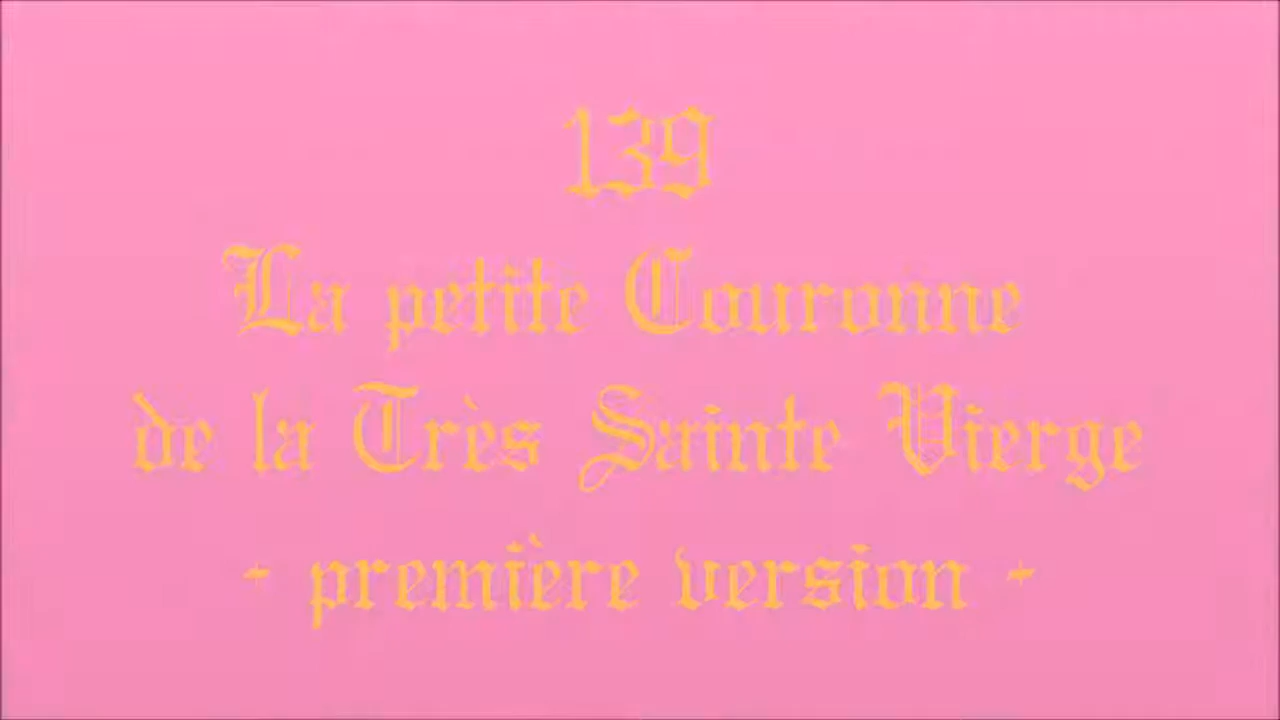 139
La petite Couronne
de la Très Sainte Vierge
- première version -